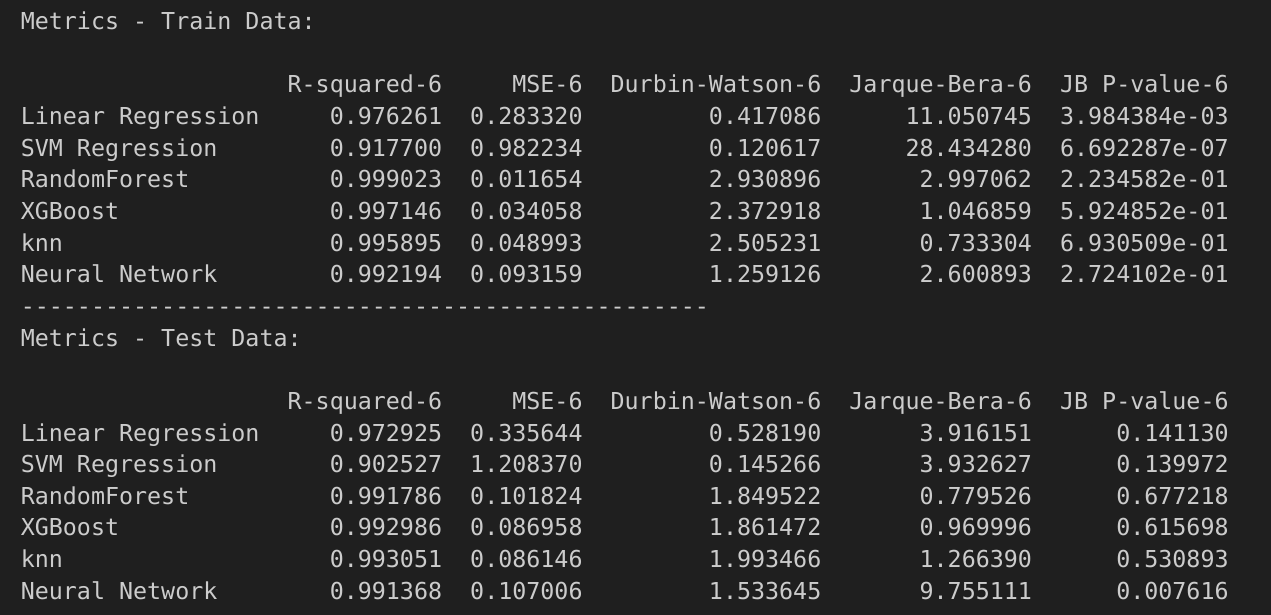 Metrics - Train Data:
R-squared-6 MSE-6 Durbin-Watson-6 Jarque-Bera-6 JB P-value-6
Linear Regression 0.976261 0.283320 0.417086 11.050745 3.984384e-03
SVM Regression 0.917700 0.982234 0.120617 28.434280 6.692287e-07
RandomForest 0.999023 0.011654 2.930896 2.997062 2.234582e-01
XGBoost 0.997146 0.034058 2.372918 1.046859 5.924852e-01
knn 0.995895 0.048993 2.505231 0.733304 6.930509e-01
Neural Network 0.992194 0.093159 1.259126 2.600893 2.724102e-01
-------------------------------------------------
Metrics - Test Data:
R-squared-6 MSE-6 Durbin-Watson-6 Jarque-Bera-6 JB P-value-6
Linear Regression 0.972925 0.335644 0.528190 3.916151 0.141130
SVM Regression 0.902527 1.208370 0.145266 3.932627 0.139972
RandomForest 0.991786 0.101824 1.849522 0.779526 0.677218
XGBoost 0.992986 0.086958 1.861472 0.969996 0.615698
knn 0.993051 0.086146 1.993466 1.266390 0.530893
Neural Network 0.991368 0.107006 1.533645 9.755111 0.007616